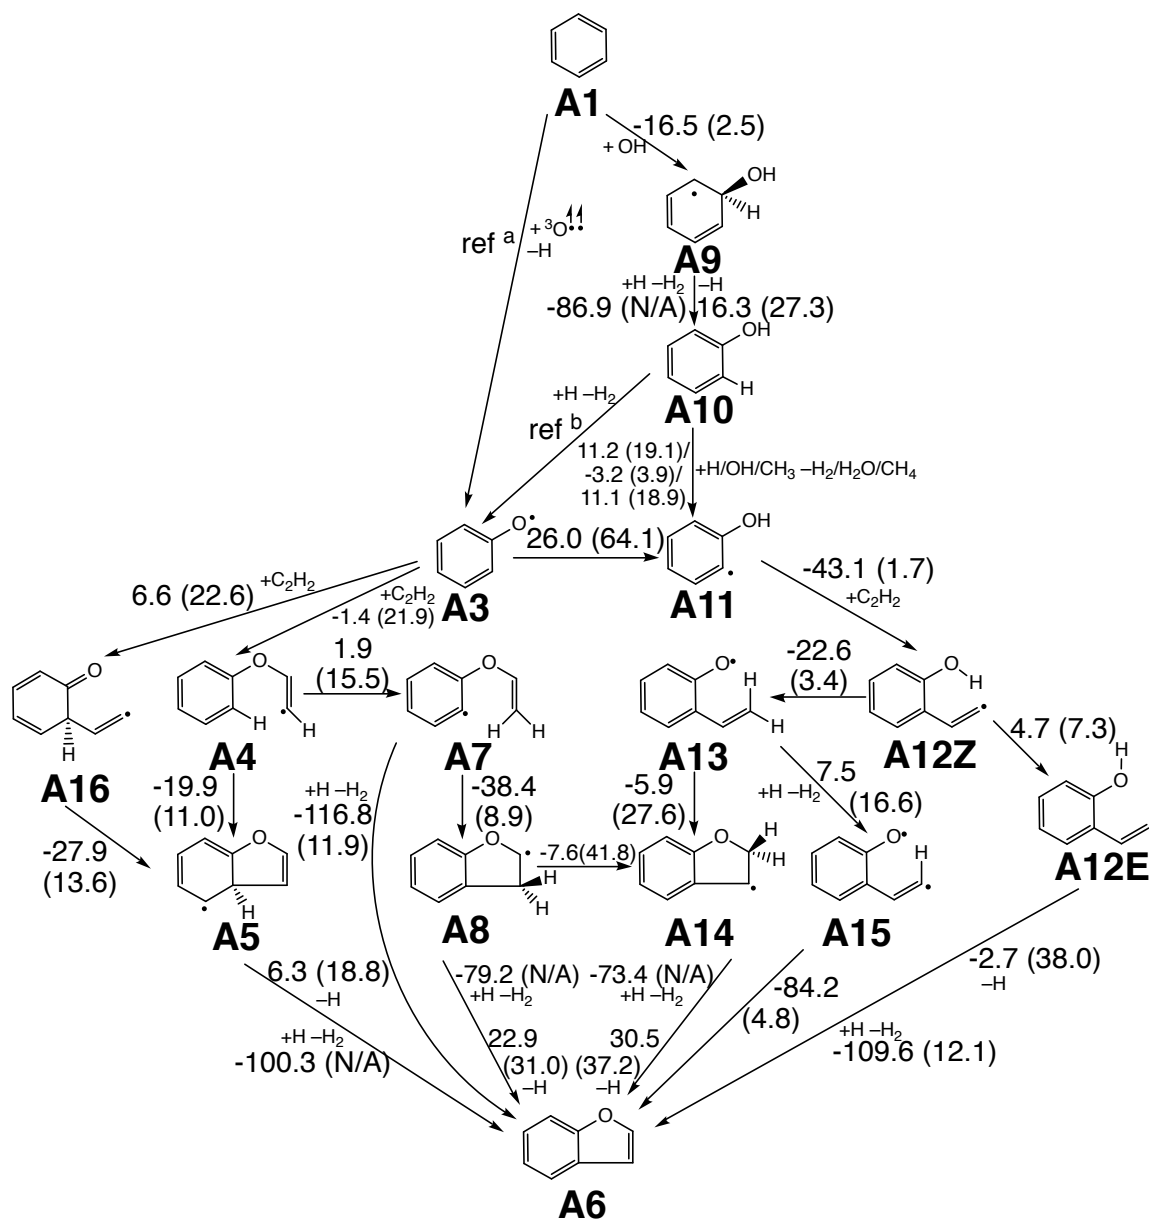 A1
-16.5 (2.5)
+ OH
OH
H
A9
ref a
+ ³O
–H
+H –H₂ –H
-86.9 (N/A) 16.3 (27.3)
OH
H
A10
+H –H₂
ref b
11.2 (19.1)/
-3.2 (3.9)/
11.1 (18.9)
+H/OH/CH₃ –H₂/H₂O/CH₄
O•
A3
26.0 (64.1)
OH
A11
6.6 (22.6)
+C₂H₂
+C₂H₂
-1.4 (21.9)
-43.1 (1.7)
+C₂H₂
O
H
A16
O
H
H
A4
1.9
(15.5)
O
H
H
A7
O•
H
H
A13
-22.6
(3.4)
O
H
A12Z
4.7 (7.3)
H
O
A12E
-27.9
(13.6)
-19.9
(11.0)
+H –H₂
-116.8
(11.9)
-38.4
(8.9)
-5.9
(27.6)
7.5
+H –H₂
(16.6)
O
H
A5
O
H
H
A8
-7.6(41.8)
O
H
H
A14
O•
H
A15
6.3 (18.8)
–H
+H –H₂
-100.3 (N/A)
-79.2 (N/A)
+H –H₂
22.9
(31.0)
–H
-73.4 (N/A)
+H –H₂
30.5
(37.2)
–H
-84.2
(4.8)
-2.7 (38.0)
–H
+H –H₂
-109.6 (12.1)
O
A6